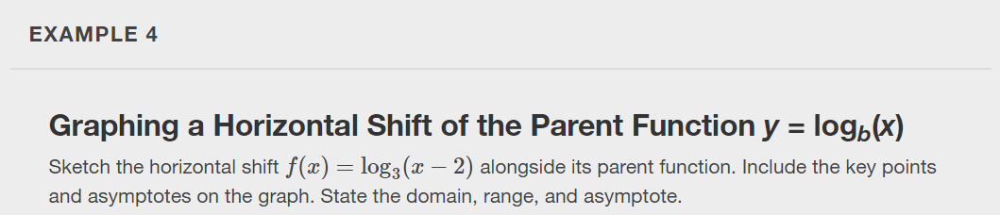 EXAMPLE 4
Graphing a Horizontal Shift of the Parent Function y = log_b(x)
Sketch the horizontal shift f(x) = log_3(x − 2) alongside its parent function. Include the key points
and asymptotes on the graph. State the domain, range, and asymptote.